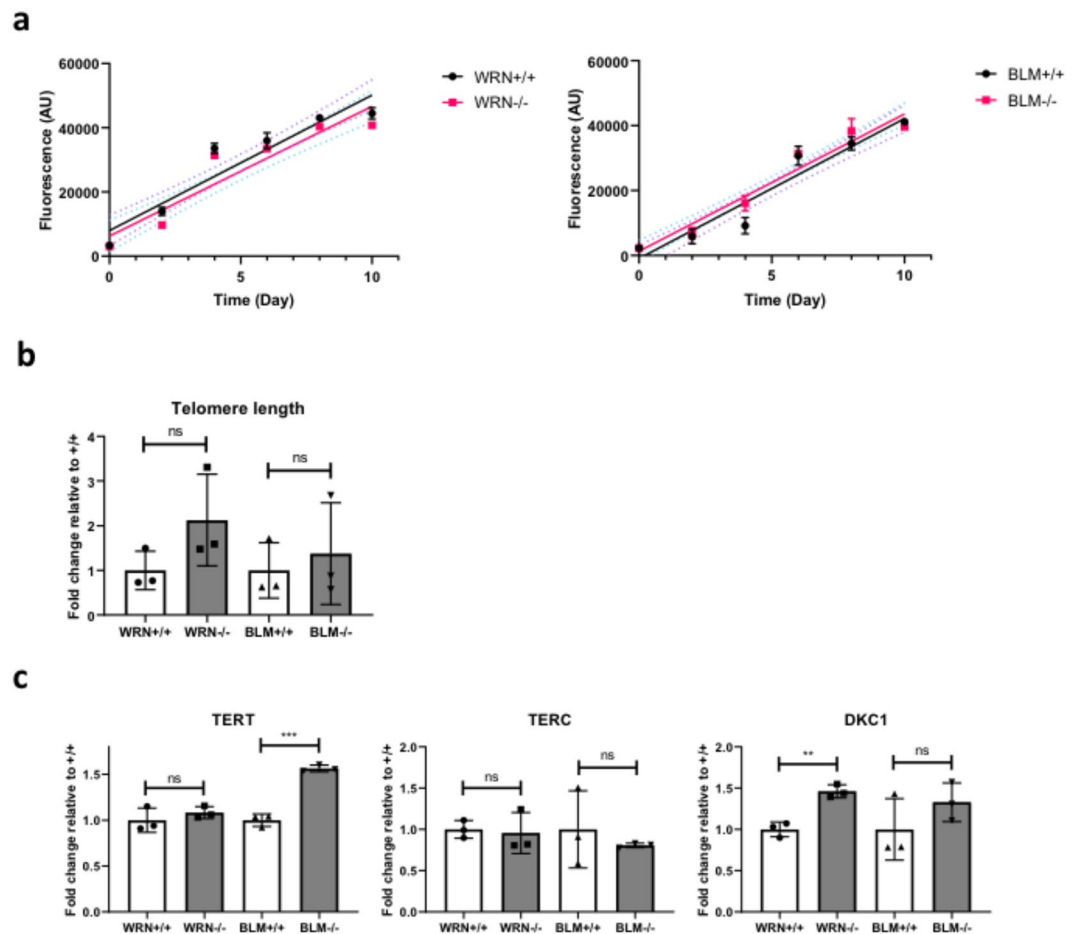 a
60000
40000
20000
0
Fluorescence (AU)
0 5 10
Time (Day)
WRN+/+
WRN-/-
60000
40000
20000
0
Fluorescence (AU)
0 5 10
Time (Day)
BLM+/+
BLM-/-
b
Telomere length
4
3
2
1
0
Fold change relative to +/+
ns
ns
WRN+/+ WRN-/- BLM+/+ BLM-/-
c
TERT
1.5
1.0
0.5
0.0
Fold change relative to +/+
ns
***
WRN+/+ WRN-/- BLM+/+ BLM-/-
TERC
2.0
1.5
1.0
0.5
0.0
Fold change relative to +/+
ns
ns
WRN+/+ WRN-/- BLM+/+ BLM-/-
DKC1
2.0
1.5
1.0
0.5
0.0
Fold change relative to +/+
**
ns
WRN+/+ WRN-/- BLM+/+ BLM-/-